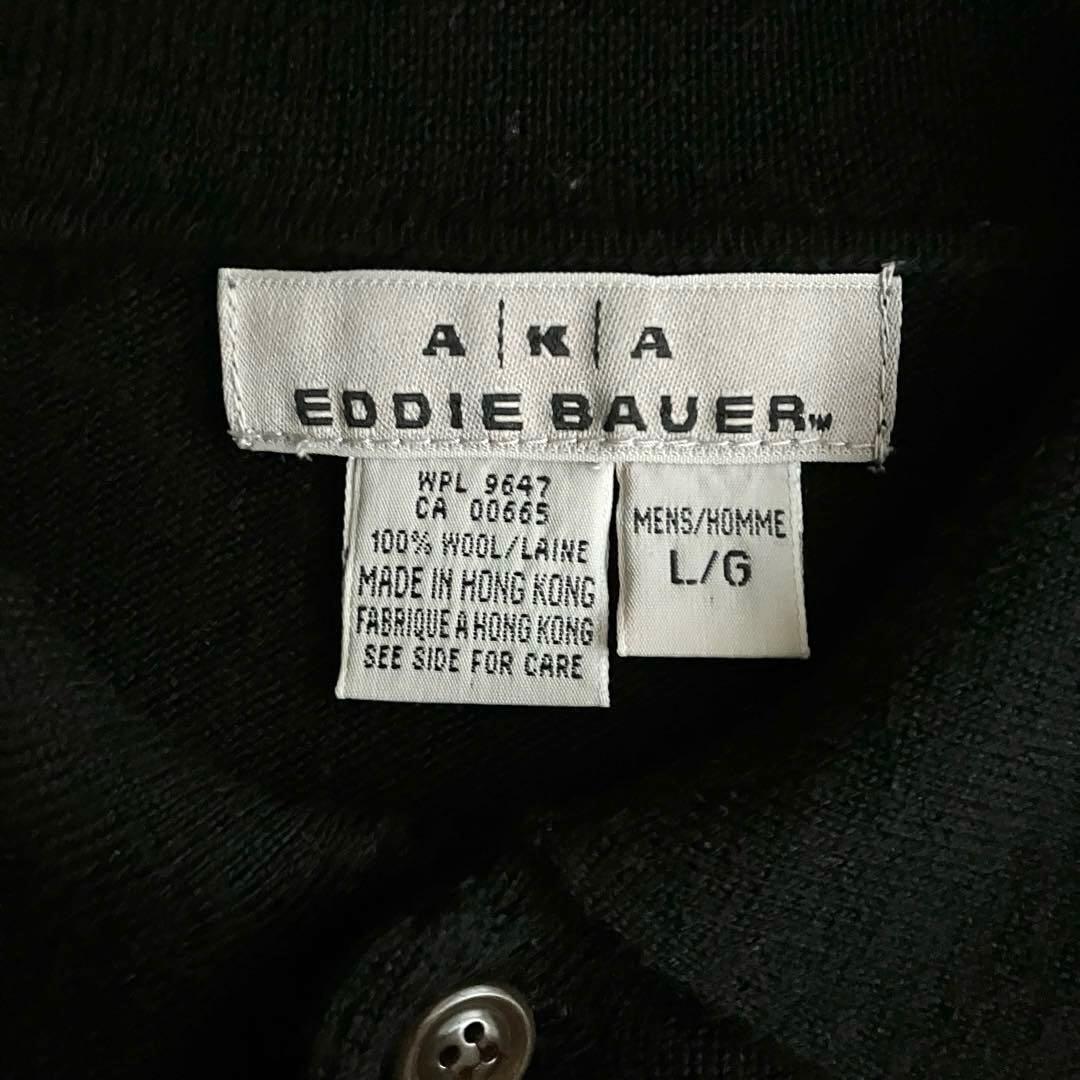 A|K|A
EDDIE BAUER™
WPL 9647
CA 00665
100% WOOL/LAINE
MADE IN HONG KONG
FABRIQUE A HONG KONG
SEE SIDE FOR CARE
MENS/HOMME
L/G